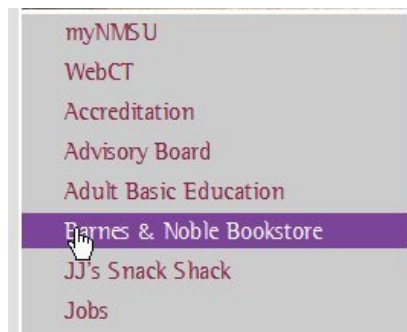 myNMSU
WebCT
Accreditation
Advisory Board
Adult Basic Education
Barnes & Noble Bookstore
JJ's Snack Shack
Jobs